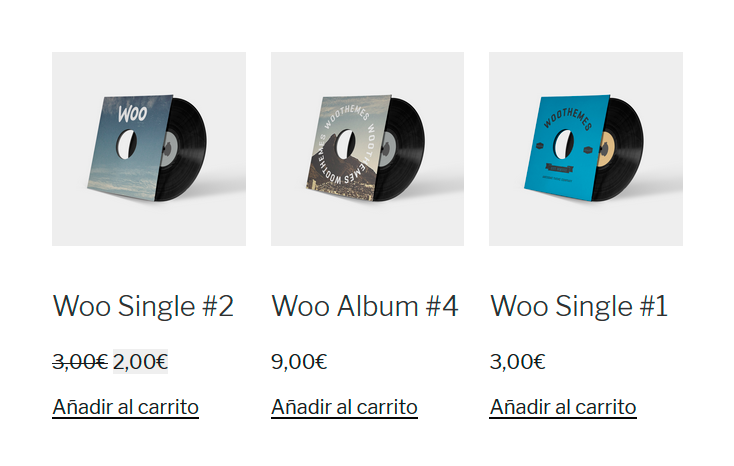 WOO
WOOTHEMES WOOTHEMES WOOTHEMES
WOOTHEMES
Woo Single #2
Woo Album #4
Woo Single #1
3,00€ 2,00€
9,00€
3,00€
Añadir al carrito
Añadir al carrito
Añadir al carrito